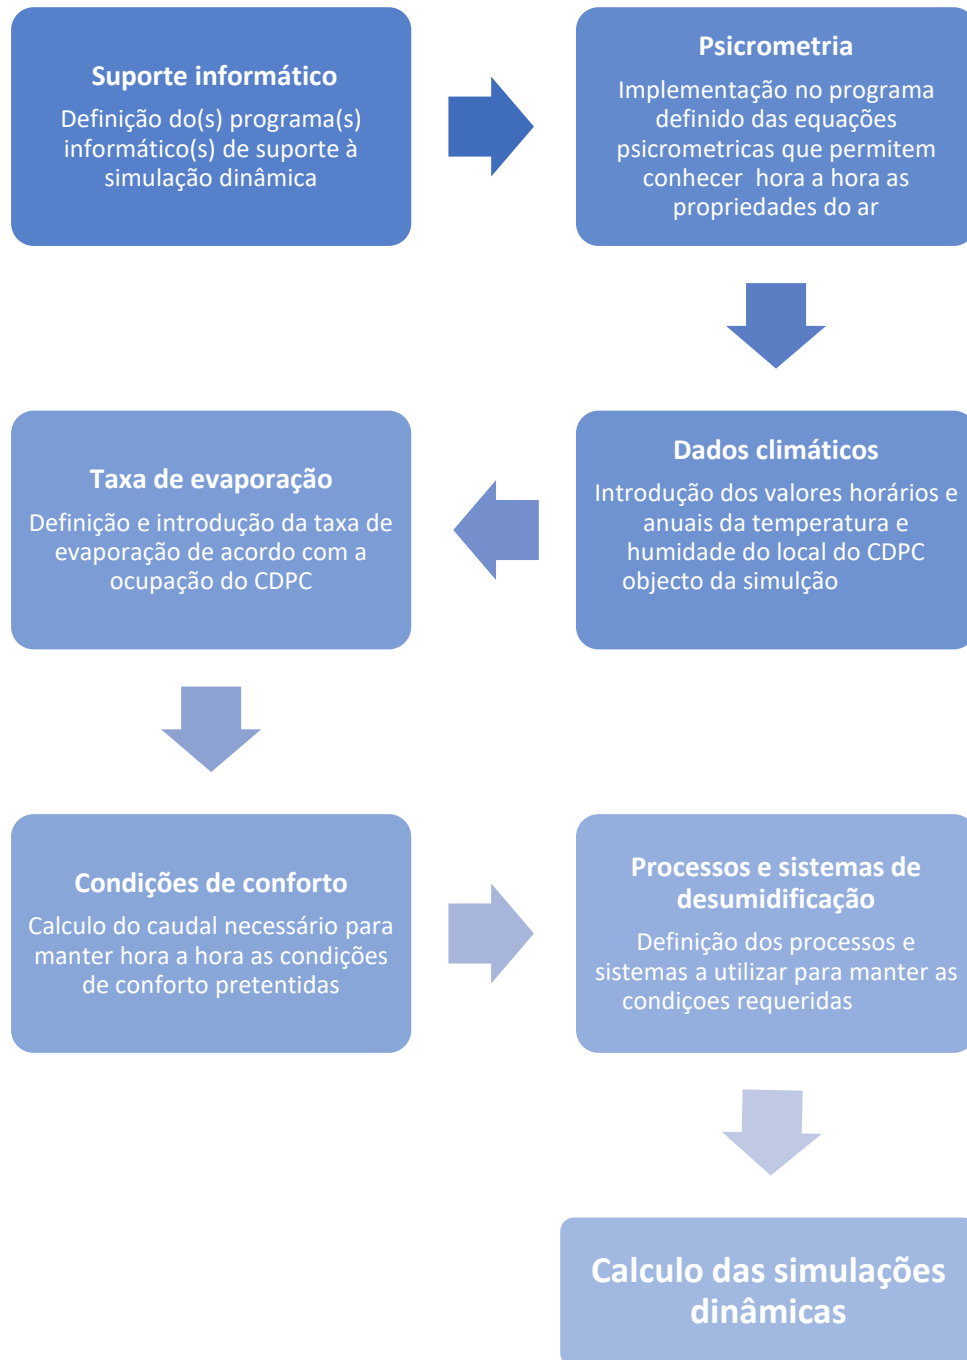 Suporte informático
Definição do(s) programa(s)
informático(s) de suporte à
simulação dinâmica
Psicrometria
Implementação no programa
definido das equações
psicrometricas que permitem
conhecer hora a hora as
propriedades do ar
Dados climáticos
Introdução dos valores horários e
anuais da temperatura e
humidade do local do CDPC
objecto da simulção
Taxa de evaporação
Definição e introdução da taxa de
evaporação de acordo com a
ocupação do CDPC
Condições de conforto
Calculo do caudal necessário para
manter hora a hora as condições
de conforto pretentidas
Processos e sistemas de
desumidificação
Definição dos processos e
sistemas a utilizar para manter as
condiçoes requeridas
Calculo das simulações
dinâmicas